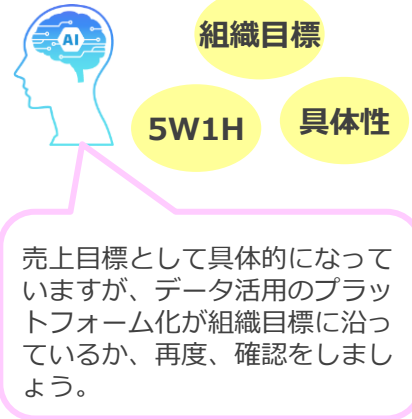 AI
組織目標
5W1H
具体性
売上目標として具体的になって
いますが、データ活用のプラッ
トフォーム化が組織目標に沿っ
ているか、再度、確認をしまし
ょう。